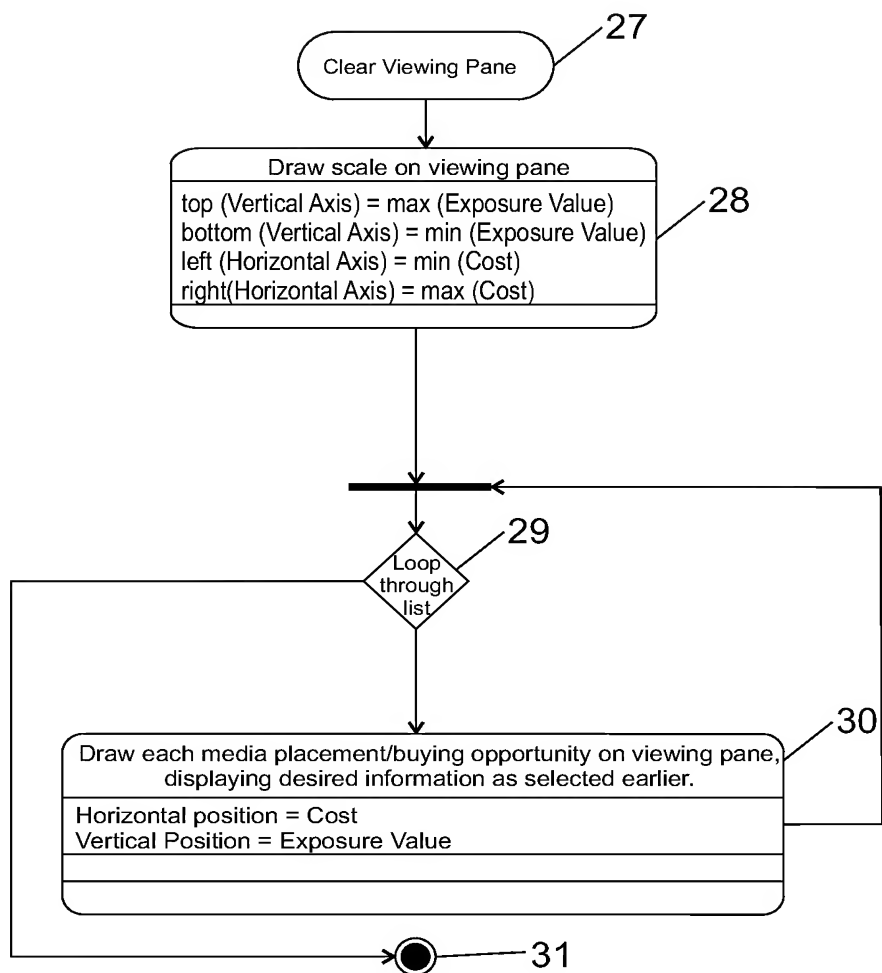 27
Clear Viewing Pane
Draw scale on viewing pane
top (Vertical Axis) = max (Exposure Value)
bottom (Vertical Axis) = min (Exposure Value)
left (Horizontal Axis) = min (Cost)
right(Horizontal Axis) = max (Cost)
28
29
Loop
through
list
30
Draw each media placement/buying opportunity on viewing pane,
displaying desired information as selected earlier.
Horizontal position = Cost
Vertical Position = Exposure Value
31